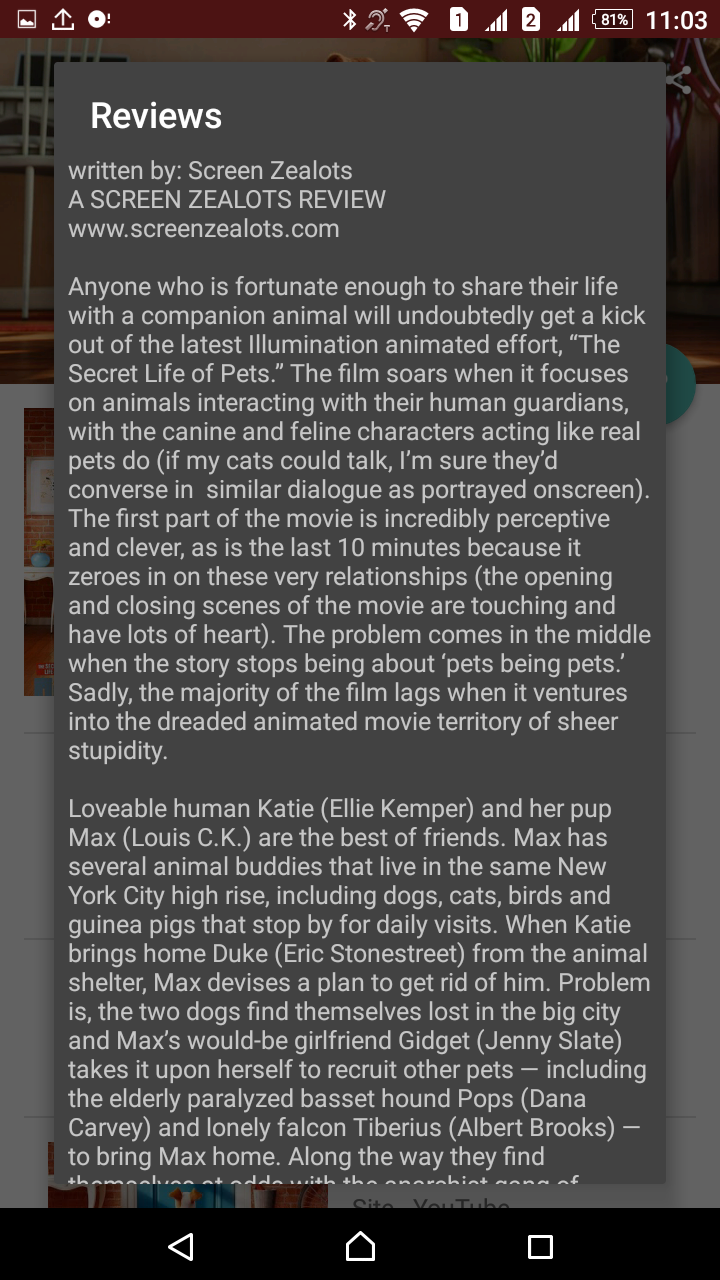 1 2 81% 11:03
Reviews
written by: Screen Zealots
A SCREEN ZEALOTS REVIEW
www.screenzealots.com
Anyone who is fortunate enough to share their life
with a companion animal will undoubtedly get a kick
out of the latest Illumination animated effort, “The
Secret Life of Pets.” The film soars when it focuses
on animals interacting with their human guardians,
with the canine and feline characters acting like real
pets do (if my cats could talk, I’m sure they’d
converse in  similar dialogue as portrayed onscreen).
The first part of the movie is incredibly perceptive
and clever, as is the last 10 minutes because it
zeroes in on these very relationships (the opening
and closing scenes of the movie are touching and
have lots of heart). The problem comes in the middle
when the story stops being about ‘pets being pets.’
Sadly, the majority of the film lags when it ventures
into the dreaded animated movie territory of sheer
stupidity.
Loveable human Katie (Ellie Kemper) and her pup
Max (Louis C.K.) are the best of friends. Max has
several animal buddies that live in the same New
York City high rise, including dogs, cats, birds and
guinea pigs that stop by for daily visits. When Katie
brings home Duke (Eric Stonestreet) from the animal
shelter, Max devises a plan to get rid of him. Problem
is, the two dogs find themselves lost in the big city
and Max’s would-be girlfriend Gidget (Jenny Slate)
takes it upon herself to recruit other pets — including
the elderly paralyzed basset hound Pops (Dana
Carvey) and lonely falcon Tiberius (Albert Brooks) —
to bring Max home. Along the way they find
themselves at odds with the anarchist gang of
Site YouTube